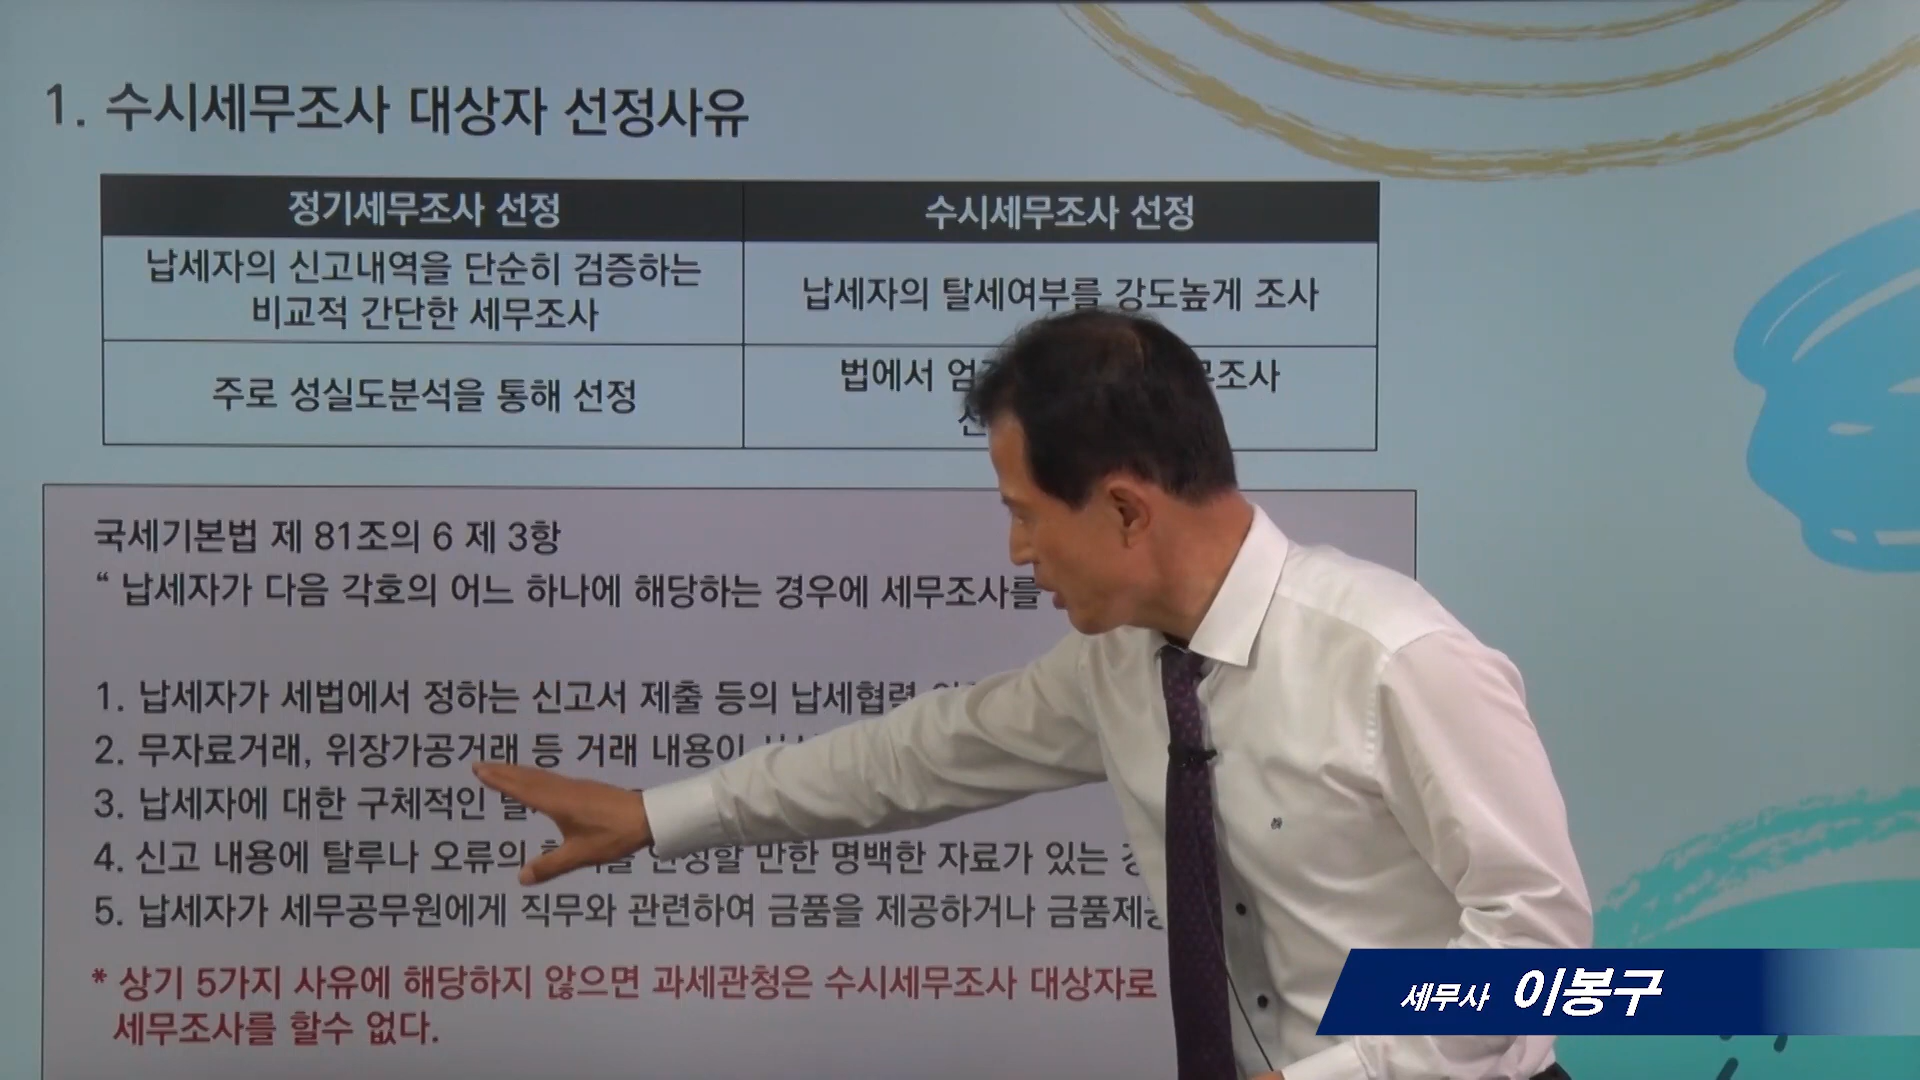 1. 수시세무조사 대상자 선정사유
정기세무조사 선정
수시세무조사 선정
납세자의 신고내역을 단순히 검증하는
비교적 간단한 세무조사
납세자의 탈세여부를 강도높게 조사
주로 성실도분석을 통해 선정
법에서
국세기본법 제 81조의 6 제 3항
“ 납세자가 다음 각호의 어느 하나에 해당하는 경우에 세무조사를
1. 납세자가 세법에서 정하는 신고서 제출 등의 납세협력
2. 무자료거래, 위장가공거래 등 거래 내용이
3. 납세자에 대한 구체적인
4. 신고 내용에 탈루나 오류의 만한 명백한 자료가 있는
5. 납세자가 세무공무원에게 직무와 관련하여 금품을 제공하거나
* 상기 5가지 사유에 해당하지 않으면 과세관청은 수시세무조사 대상자로
세무조사를 할수 없다.
세무사 이봉구